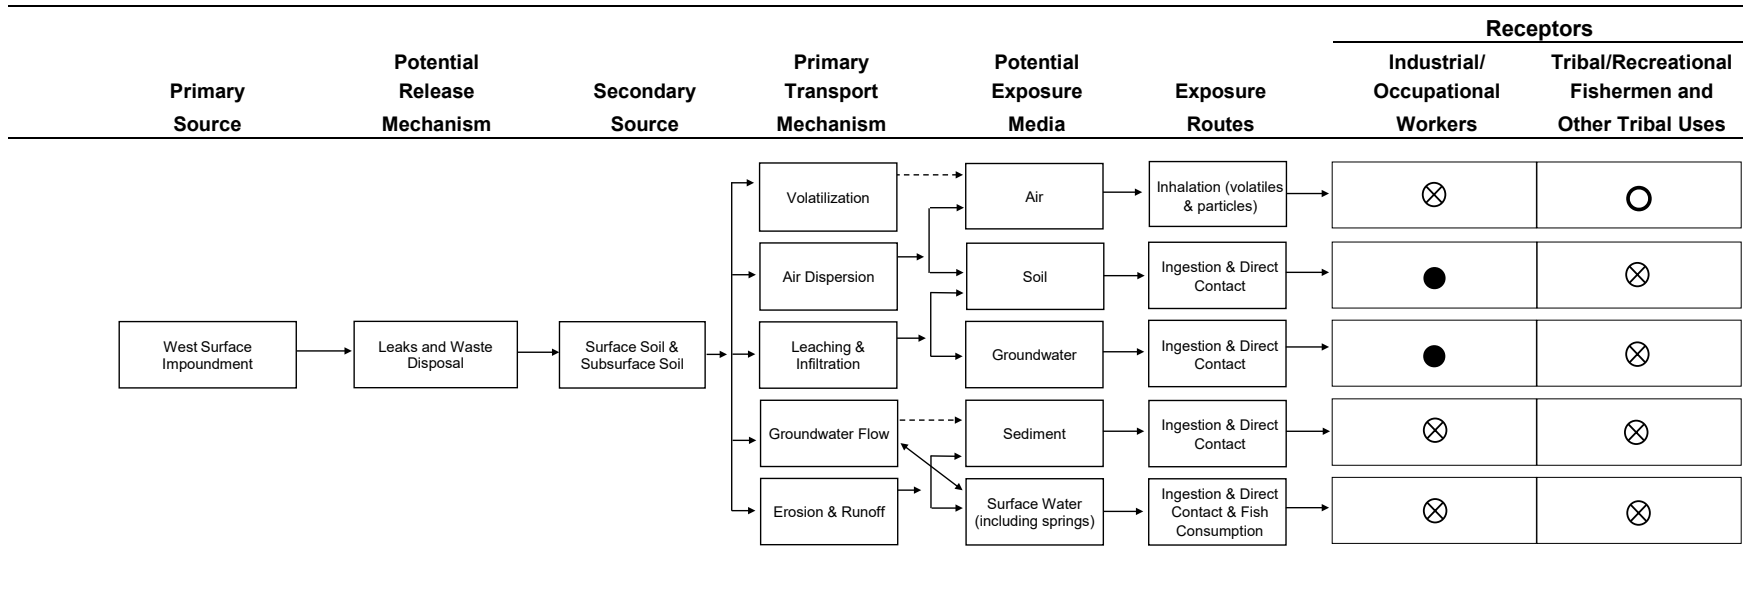 Receptors
Primary
Source
Potential
Release
Mechanism
Secondary
Source
Primary
Transport
Mechanism
Potential
Exposure
Media
Exposure
Routes
Industrial/
Occupational
Workers
Tribal/Recreational
Fishermen and
Other Tribal Uses
West Surface
Impoundment
Leaks and Waste
Disposal
Surface Soil &
Subsurface Soil
Volatilization
Air
Inhalation (volatiles
& particles)
Air Dispersion
Soil
Ingestion & Direct
Contact
Leaching &
Infiltration
Groundwater
Ingestion & Direct
Contact
Groundwater Flow
Sediment
Ingestion & Direct
Contact
Erosion & Runoff
Surface Water
(including springs)
Ingestion & Direct
Contact & Fish
Consumption